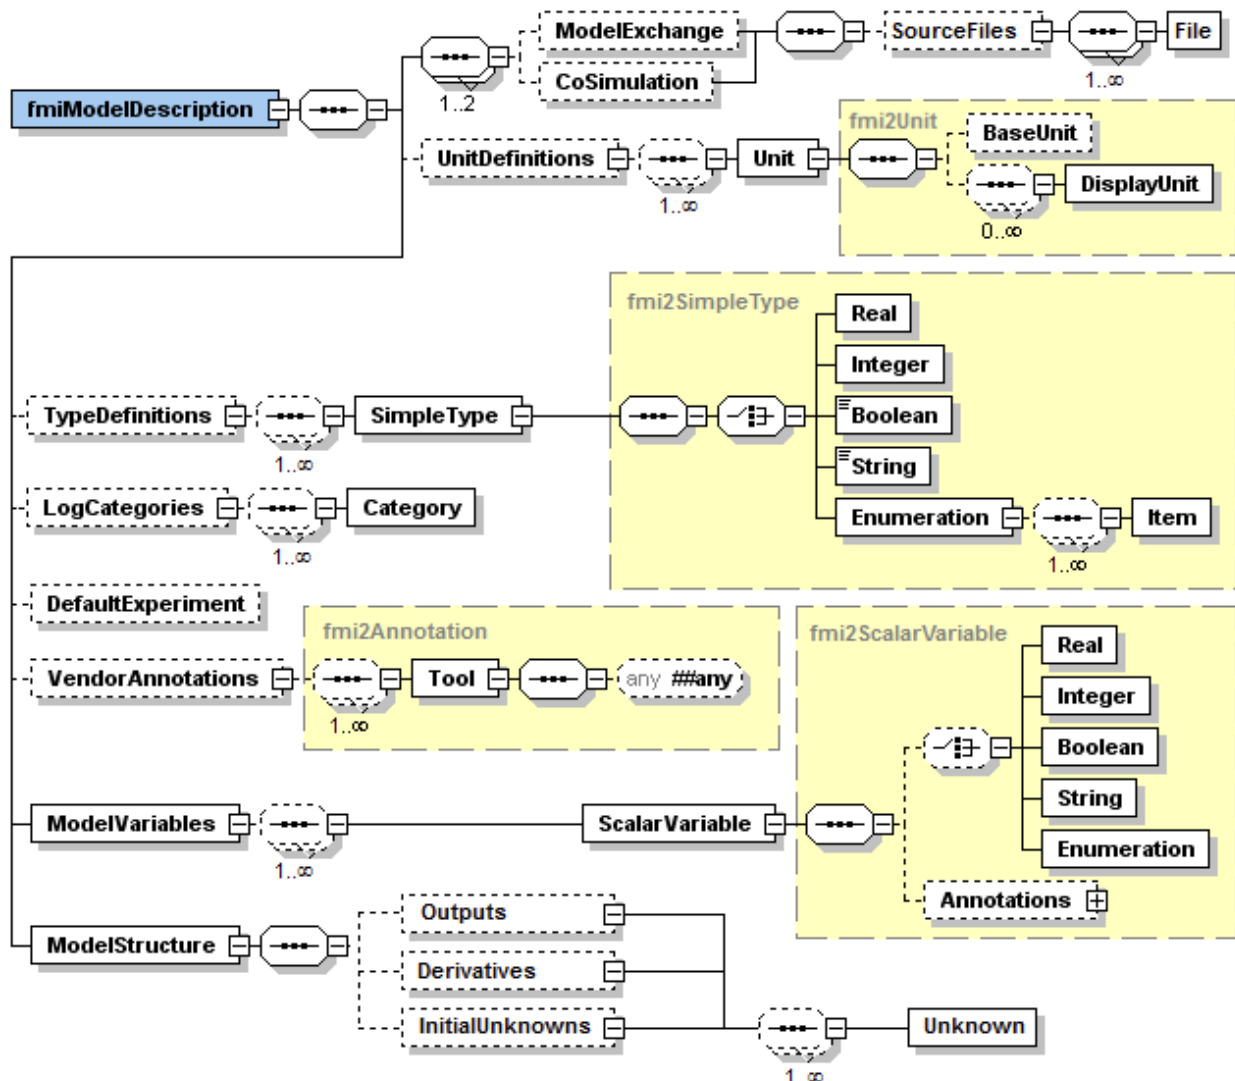 ModelExchange
SourceFiles
File
CoSimulation
1..∞
1..2
fmiModelDescription
fmi2Unit
BaseUnit
UnitDefinitions
Unit
DisplayUnit
1..∞
0..∞
fmi2SimpleType
Real
Integer
TypeDefinitions
SimpleType
Boolean
1..∞
String
LogCategories
Category
Enumeration
Item
1..∞
1..∞
DefaultExperiment
fmi2Annotation
fmi2ScalarVariable
Real
VendorAnnotations
Tool
any ##any
Integer
1..∞
Boolean
String
ModelVariables
ScalarVariable
Enumeration
1..∞
Annotations
Outputs
ModelStructure
Derivatives
InitialUnknowns
Unknown
1..∞